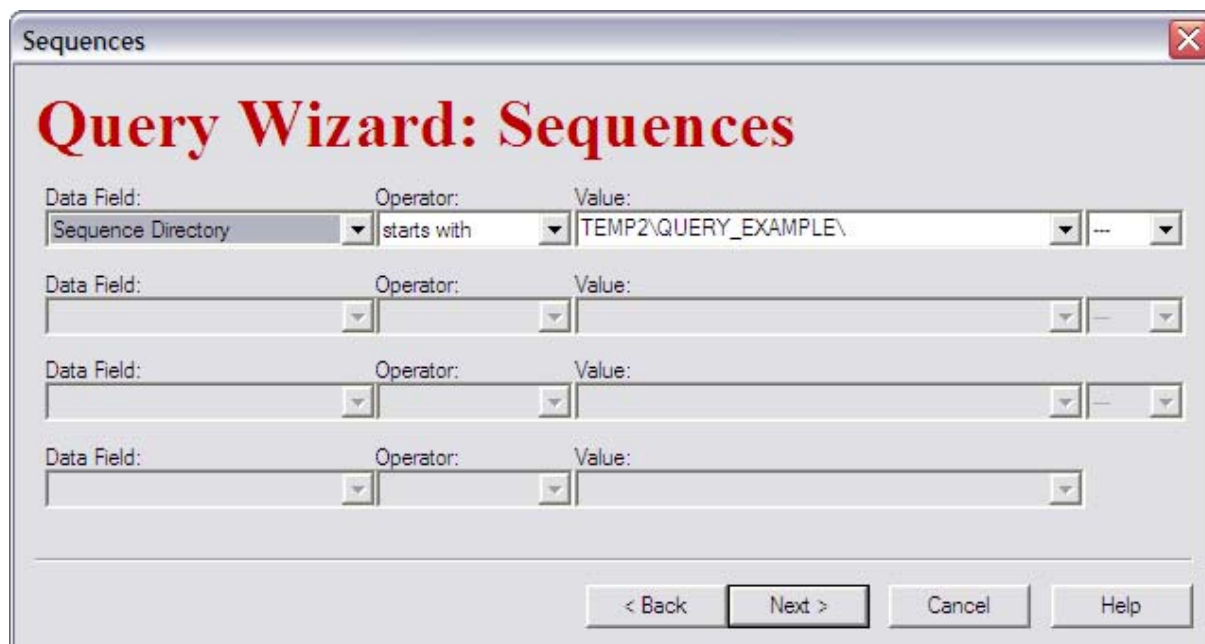 Sequences
Query Wizard: Sequences
Data Field: Operator: Value:
Sequence Directory starts with TEMP2\QUERY_EXAMPLE\ ---
Data Field: Operator: Value:
---
Data Field: Operator: Value:
---
Data Field: Operator: Value:
< Back Next > Cancel Help